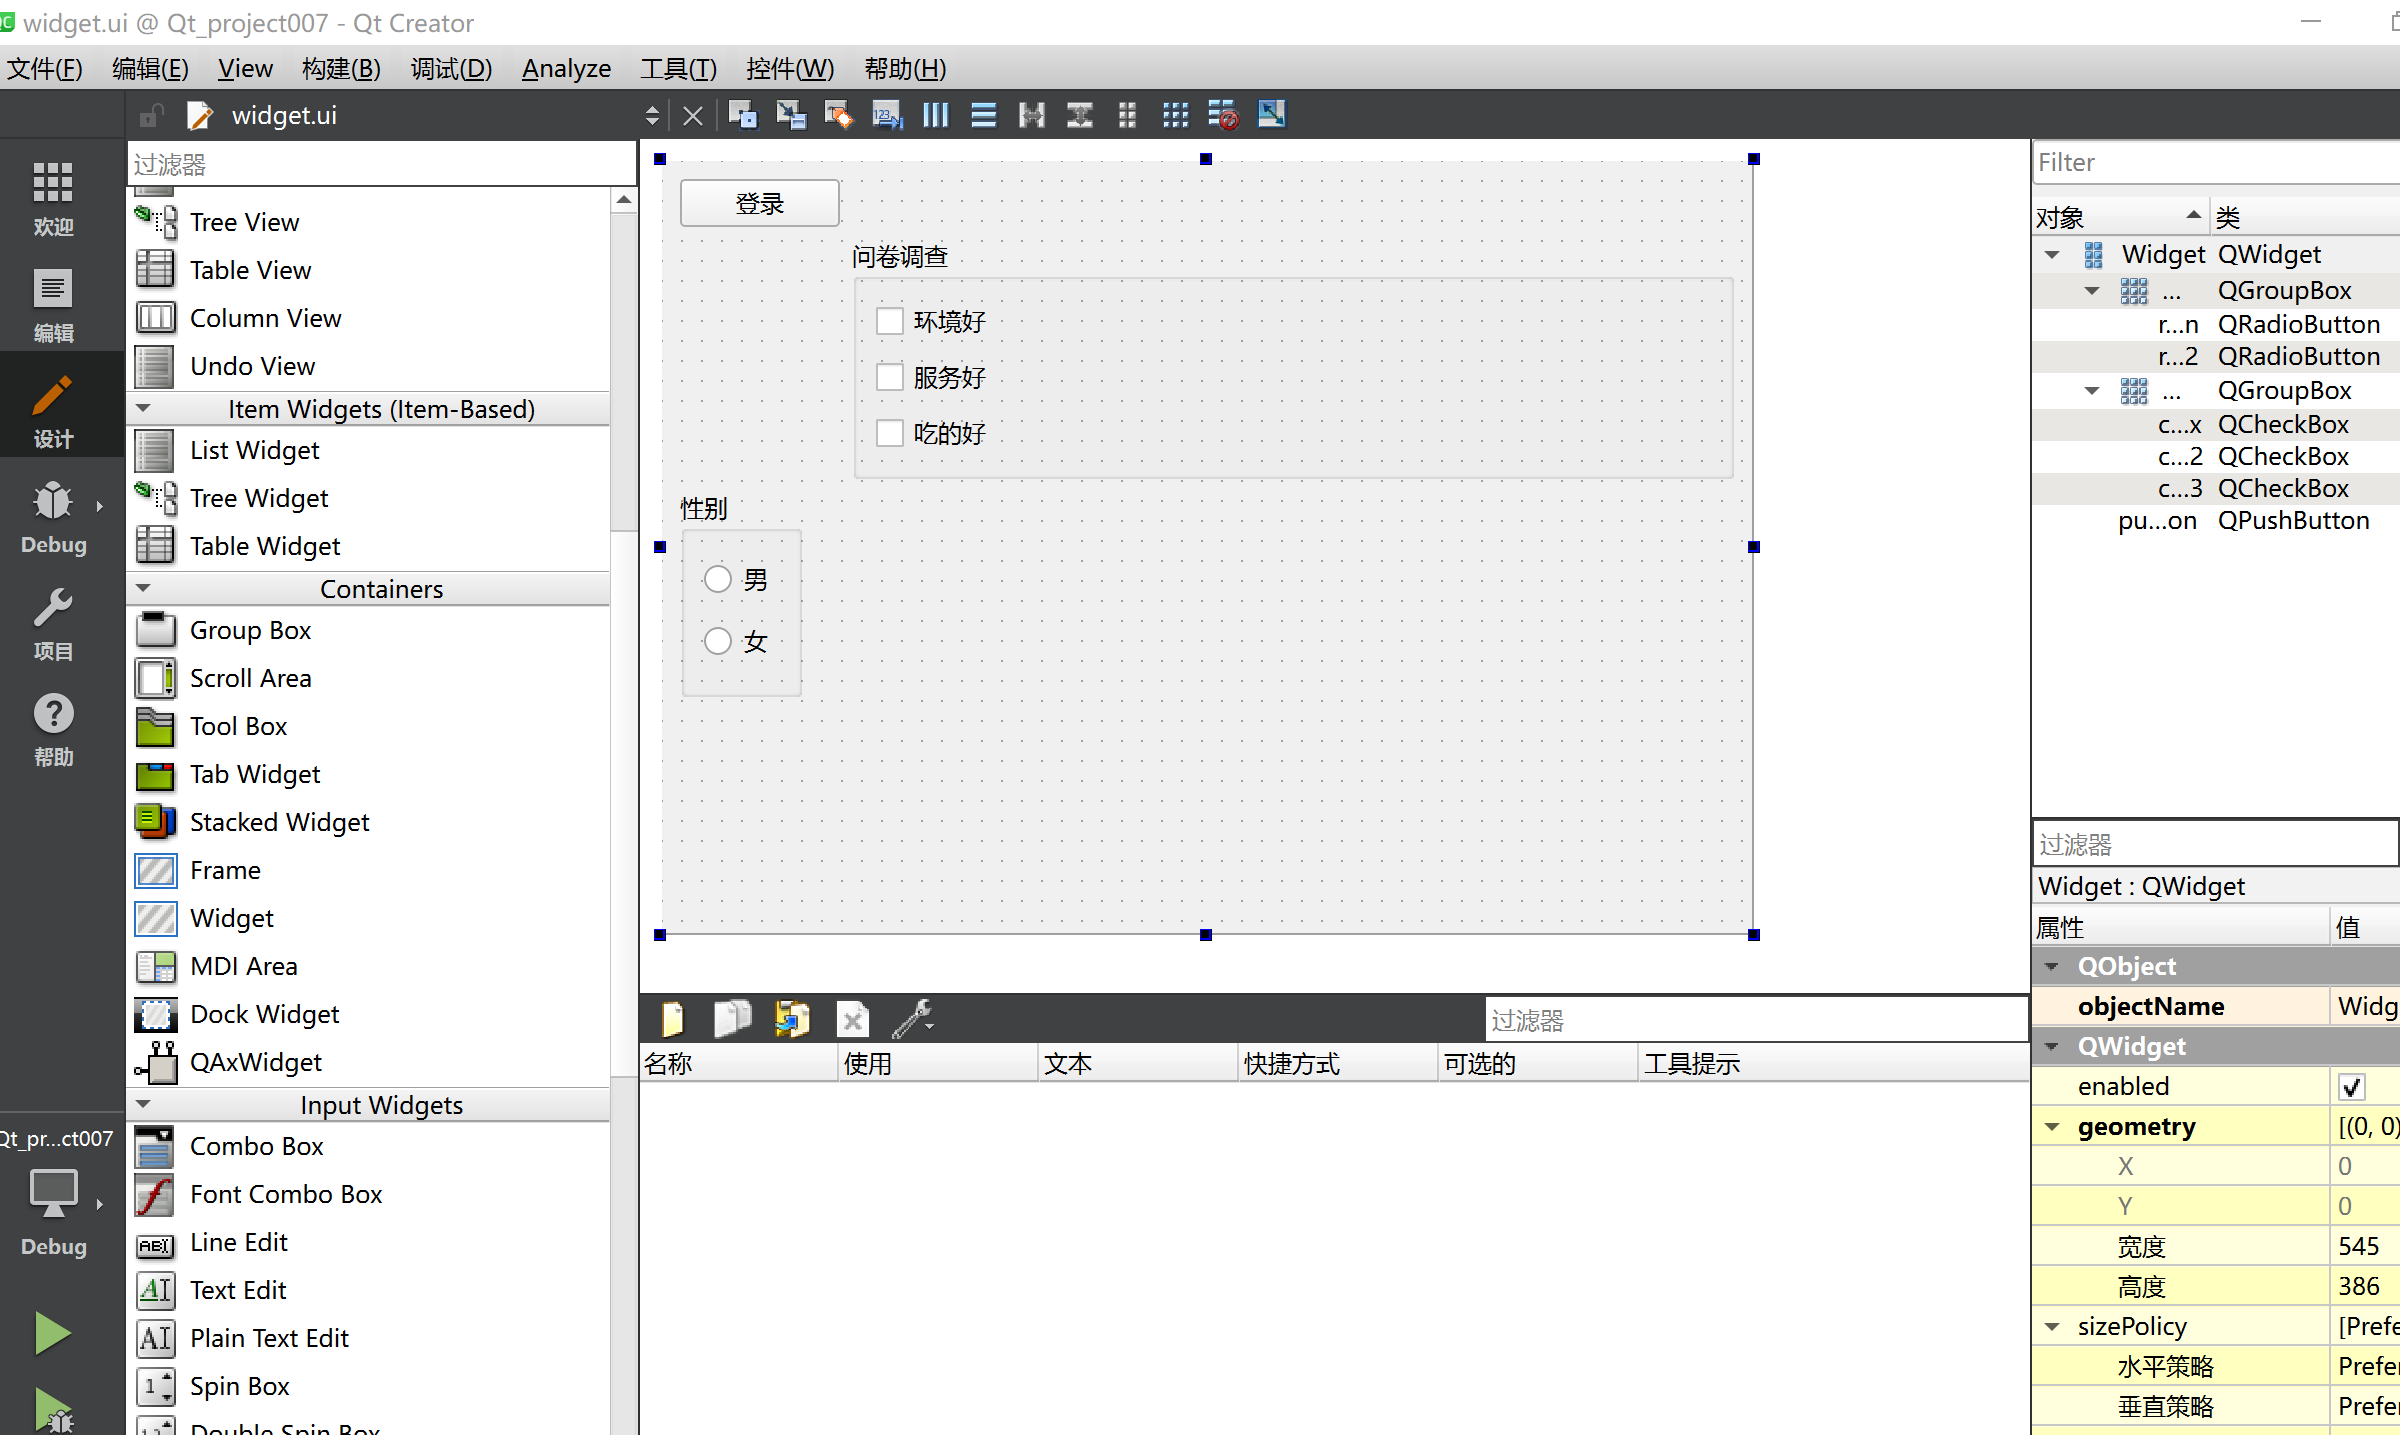 widget.ui @ Qt_project007 - Qt Creator
文件(F) 编辑(E) View 构建(B) 调试(D) Analyze 工具(T) 控件(W) 帮助(H)
widget.ui
欢迎
编辑
设计
Debug
项目
帮助
Qt_pr...ct007
Debug
过滤器
Tree View
Table View
Column View
Undo View
Item Widgets (Item-Based)
List Widget
Tree Widget
Table Widget
Containers
Group Box
Scroll Area
Tool Box
Tab Widget
Stacked Widget
Frame
Widget
MDI Area
Dock Widget
QAxWidget
Input Widgets
Combo Box
Font Combo Box
Line Edit
Text Edit
Plain Text Edit
Spin Box
Double Spin Box
登录
问卷调查
环境好
服务好
吃的好
性别
男
女
过滤器
名称 使用 文本 快捷方式 可选的 工具提示
Filter
对象 类
Widget QWidget
... QGroupBox
r...n QRadioButton
r...2 QRadioButton
... QGroupBox
c...x QCheckBox
c...2 QCheckBox
c...3 QCheckBox
pu...on QPushButton
过滤器
Widget : QWidget
属性 值
QObject
objectName Widg
QWidget
enabled
geometry [(0, 0)
X 0
Y 0
宽度 545
高度 386
sizePolicy [Prefe
水平策略 Prefe
垂直策略 Prefe